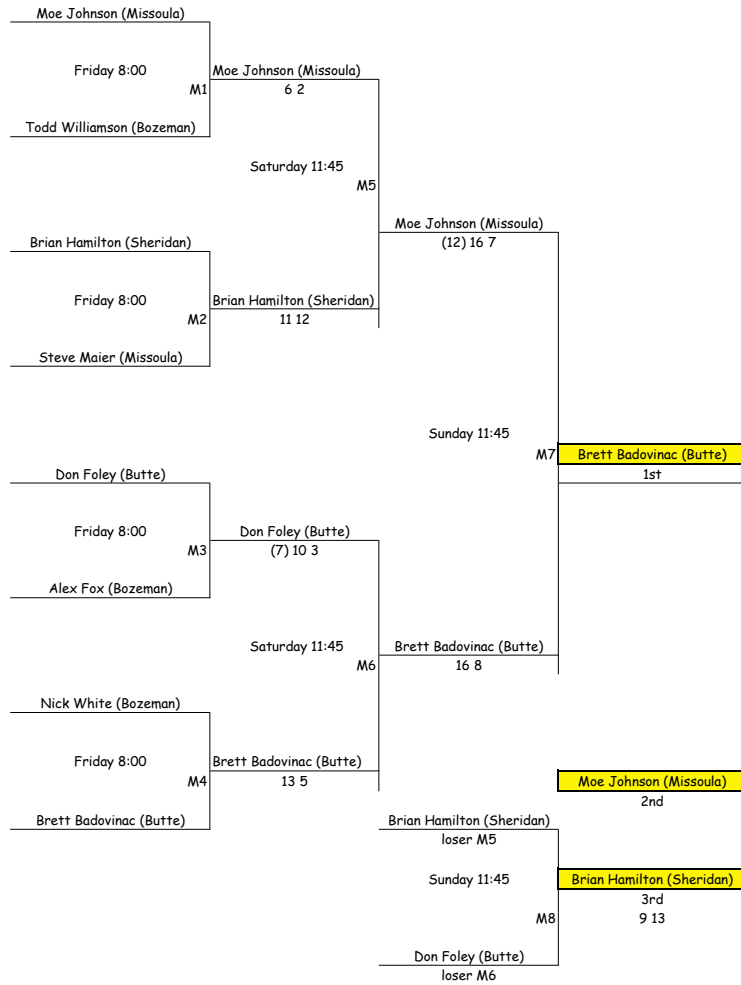 Moe Johnson (Missoula)
Friday 8:00
M1
Moe Johnson (Missoula)
6 2
Todd Williamson (Bozeman)
Saturday 11:45
M5
Moe Johnson (Missoula)
(12) 16 7
Brian Hamilton (Sheridan)
Friday 8:00
M2
Brian Hamilton (Sheridan)
11 12
Steve Maier (Missoula)
Sunday 11:45
M7
Brett Badovinac (Butte)
1st
Don Foley (Butte)
Friday 8:00
M3
Don Foley (Butte)
(7) 10 3
Alex Fox (Bozeman)
Saturday 11:45
M6
Brett Badovinac (Butte)
16 8
Nick White (Bozeman)
Friday 8:00
M4
Brett Badovinac (Butte)
13 5
Brett Badovinac (Butte)
Moe Johnson (Missoula)
2nd
Brian Hamilton (Sheridan)
loser M5
Sunday 11:45
M8
Brian Hamilton (Sheridan)
3rd
9 13
Don Foley (Butte)
loser M6